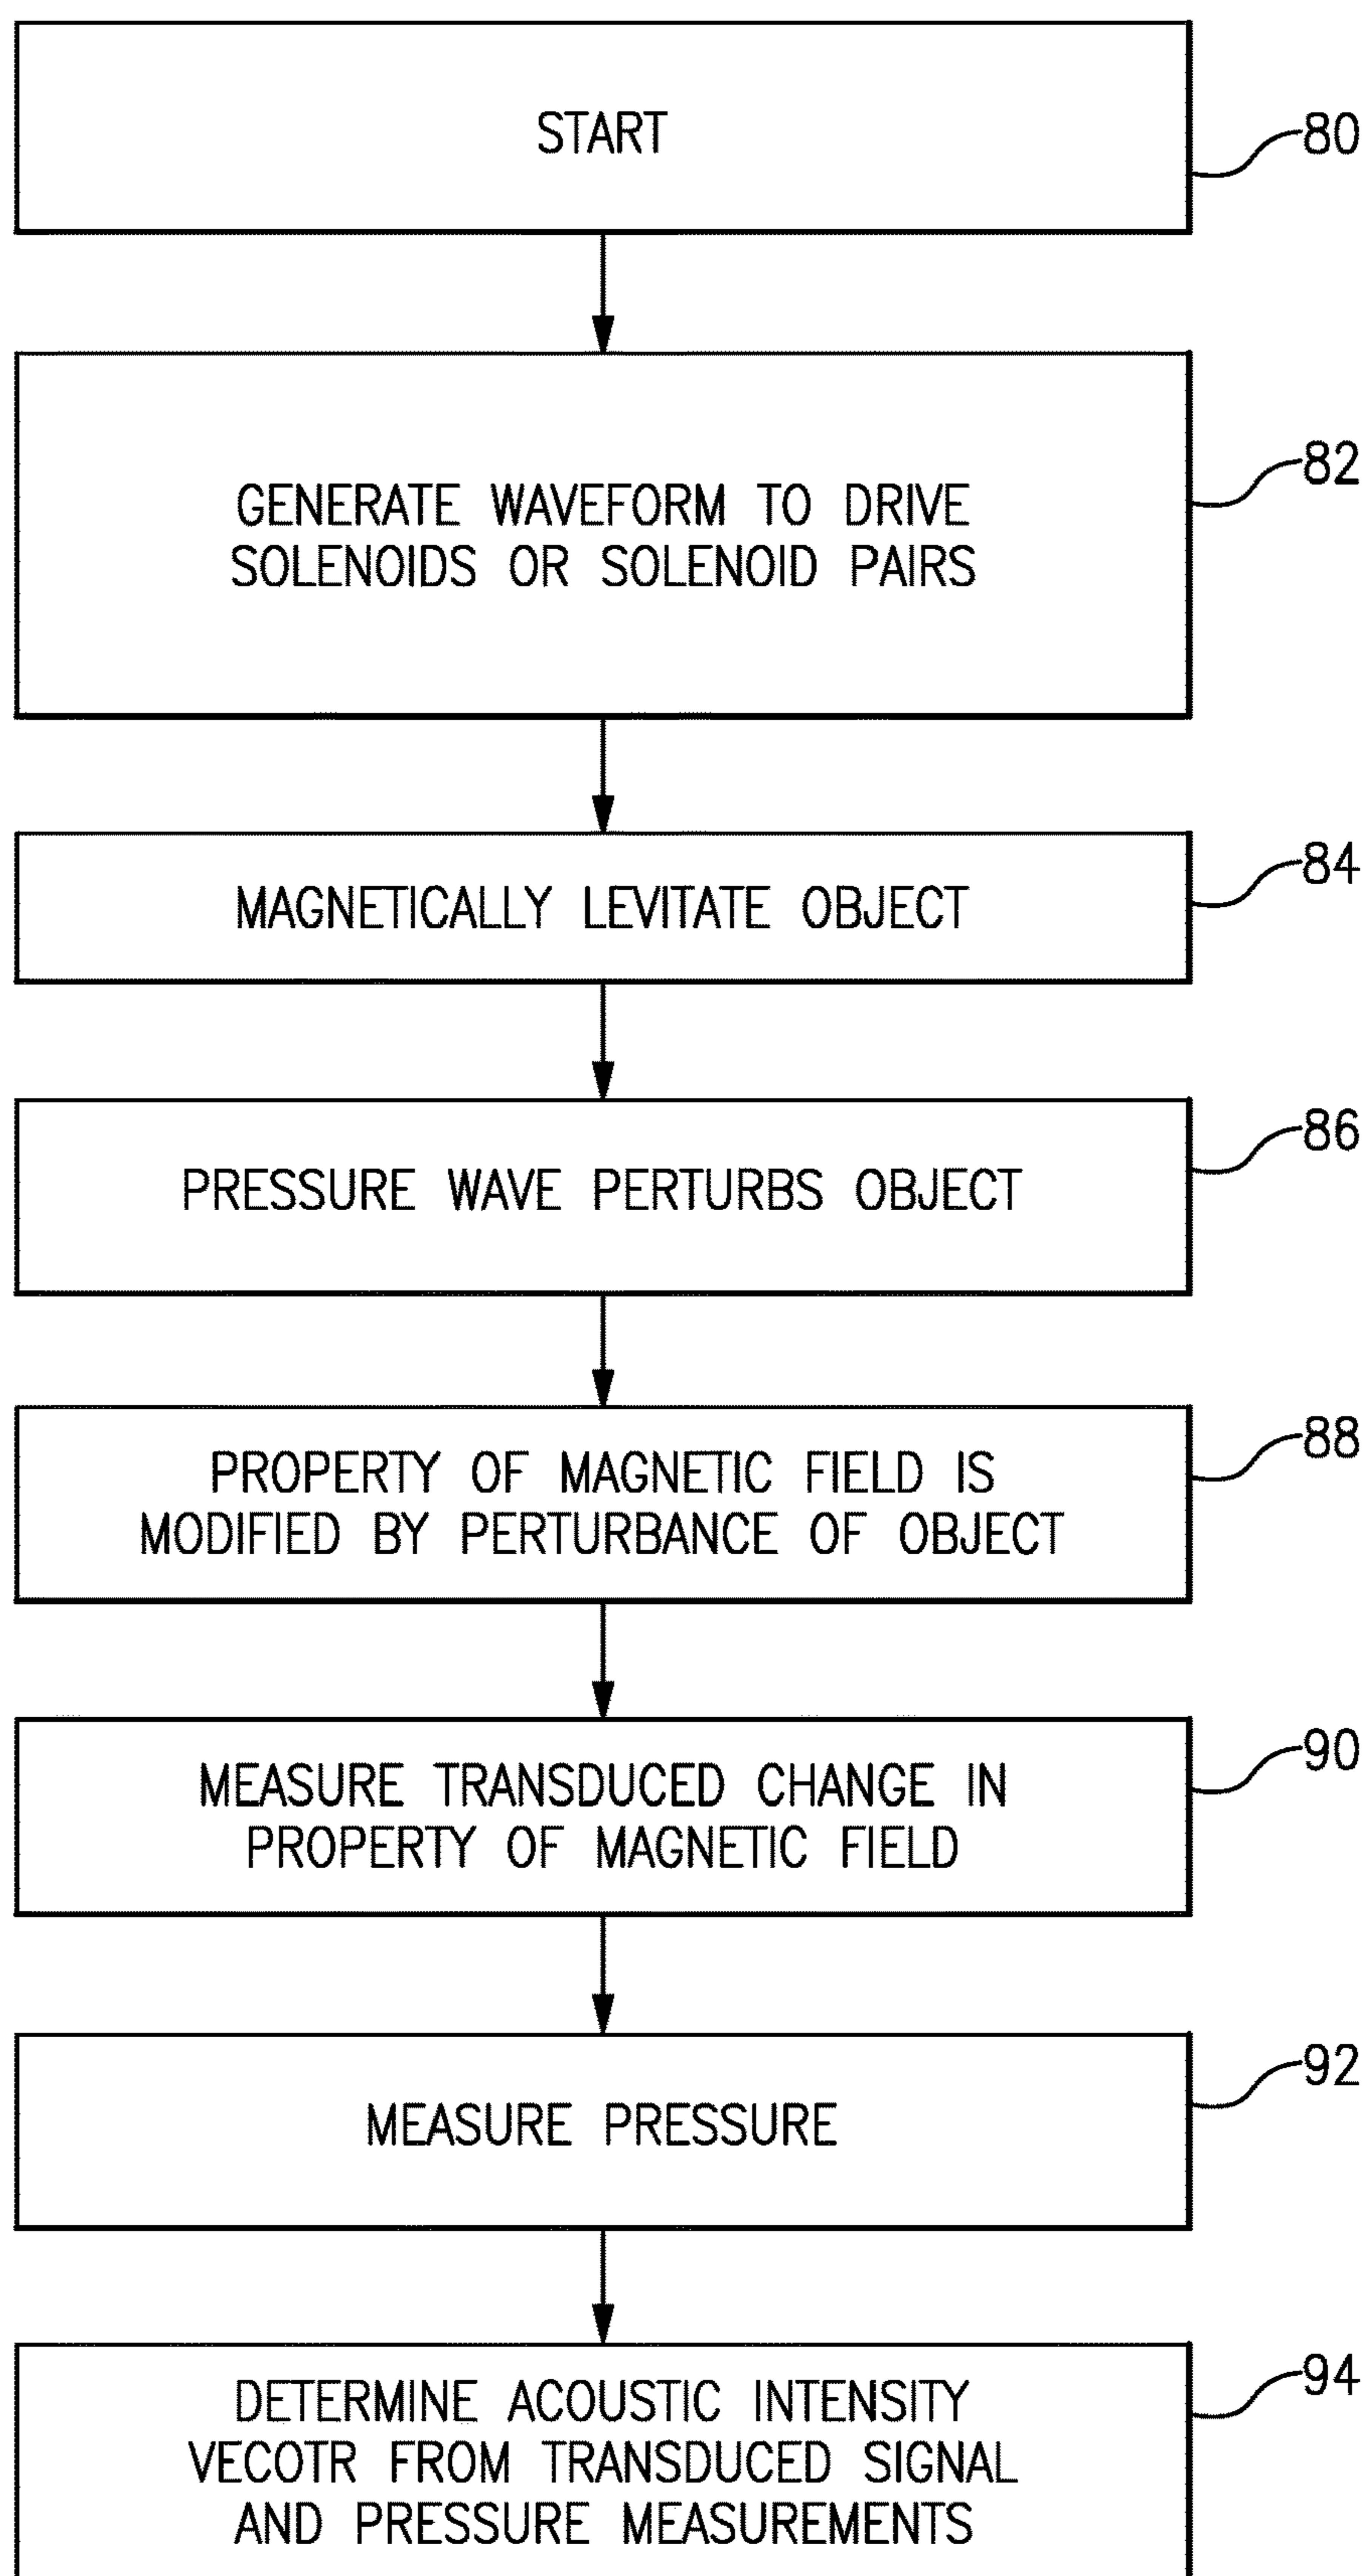 START
80
GENERATE WAVEFORM TO DRIVE
SOLENOIDS OR SOLENOID PAIRS
82
MAGNETICALLY LEVITATE OBJECT
84
PRESSURE WAVE PERTURBS OBJECT
86
PROPERTY OF MAGNETIC FIELD IS
MODIFIED BY PERTURBANCE OF OBJECT
88
MEASURE TRANSDUCED CHANGE IN
PROPERTY OF MAGNETIC FIELD
90
MEASURE PRESSURE
92
DETERMINE ACOUSTIC INTENSITY
VECOTR FROM TRANSDUCED SIGNAL
AND PRESSURE MEASUREMENTS
94